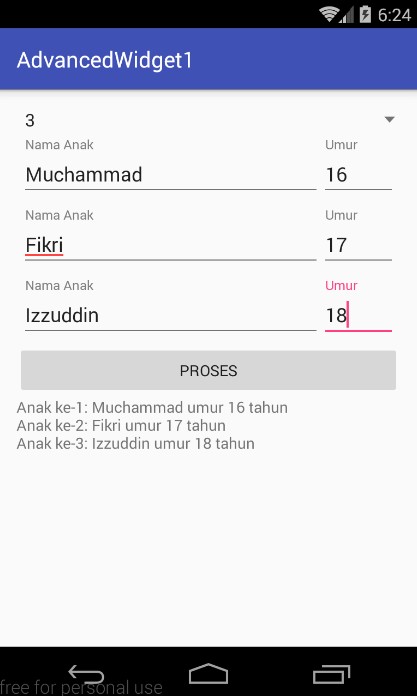 6:24
AdvancedWidget1
3
Nama Anak Umur
Muchammad 16
Nama Anak Umur
Fikri 17
Nama Anak Umur
Izzuddin 18
PROSES
Anak ke-1: Muchammad umur 16 tahun
Anak ke-2: Fikri umur 17 tahun
Anak ke-3: Izzuddin umur 18 tahun
free for personal use